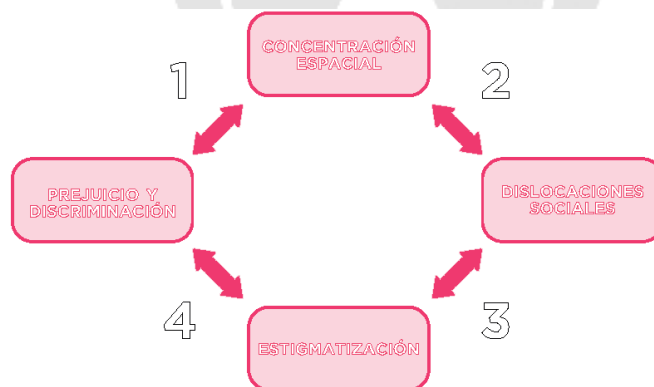 CONCENTRACIÓN
ESPACIAL
1
2
PREJUICIO Y
DISCRIMINACIÓN
DISLOCACIONES
SOCIALES
4
3
ESTIGMATIZACIÓN